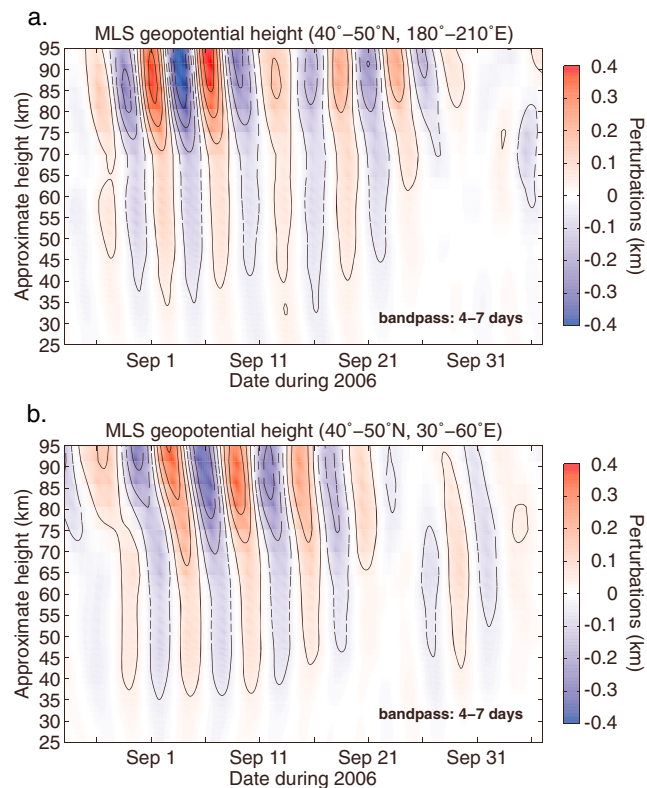 a.
MLS geopotential height (40˚−50˚N, 180˚−210˚E)
95
90
85
80
75
70
65
60
55
50
45
40
35
30
25
Approximate height (km)
bandpass: 4−7 days
Sep 1
Sep 11
Sep 21
Sep 31
Date during 2006
0.4
0.3
0.2
0.1
0
-0.1
-0.2
-0.3
-0.4
Perturbations (km)
b.
MLS geopotential height (40˚−50˚N, 30˚−60˚E)
95
90
85
80
75
70
65
60
55
50
45
40
35
30
25
Approximate height (km)
bandpass: 4−7 days
Sep 1
Sep 11
Sep 21
Sep 31
Date during 2006
0.4
0.3
0.2
0.1
0
-0.1
-0.2
-0.3
-0.4
Perturbations (km)